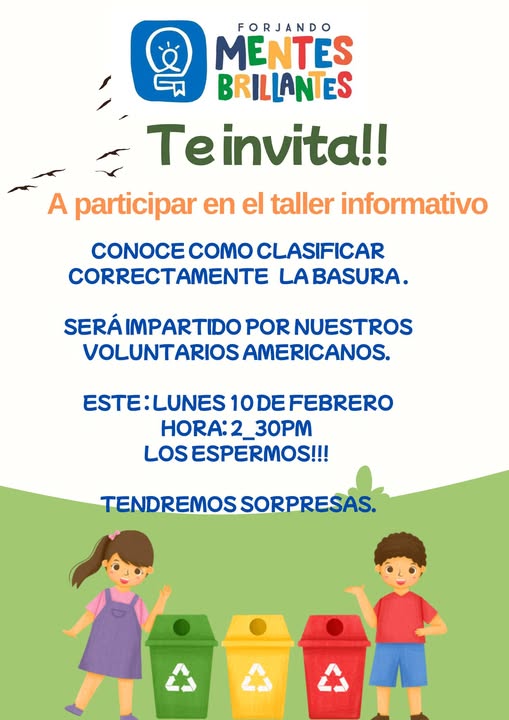 FORJANDO
MENTES
BRILLANTES
Te invita!!
A participar en el taller informativo
CONOCE COMO CLASIFICAR
CORRECTAMENTE LA BASURA.
SERÁ IMPARTIDO POR NUESTROS
VOLUNTARIOS AMERICANOS.
ESTE: LUNES 10 DE FEBRERO
HORA: 2_30PM
LOS ESPERMOS!!!
TENDREMOS SORPRESAS.